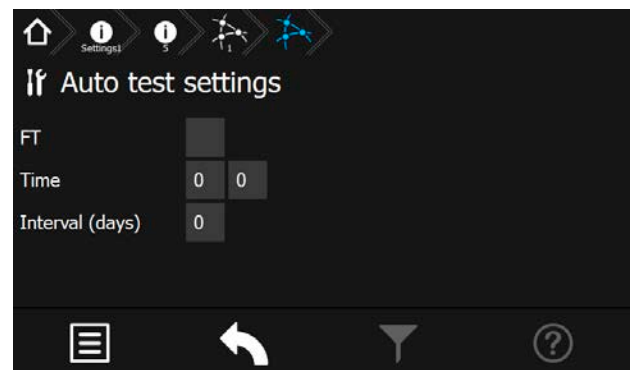 Settings1 5 1
Auto test settings
FT
Time 0 0
Interval (days) 0